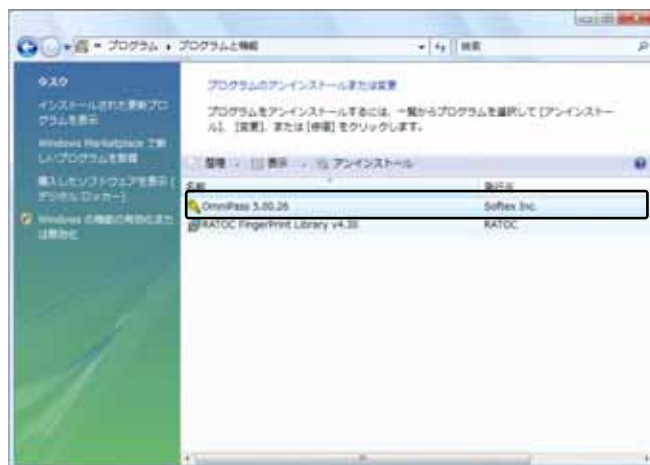 プログラム ▸ プログラムと機能
検索
タスク
プログラムのアンインストールまたは変更
インストールされた更新プロ
グラムを表示
プログラムをアンインストールするには、一覧からプログラムを選択して [アンインストー
ル]、[変更]、または [修復] をクリックします。
Windows Marketplace で新
しいプログラムを取得
購入したソフトウェアを表示 (
デジタル ロッカー)
Windows の機能の有効化また
は無効化
整理 表示 アンインストール
名前 発行元
OmniPass 5.00.26 Softex Inc.
RATOC FingerPrint Library v4.30 RATOC